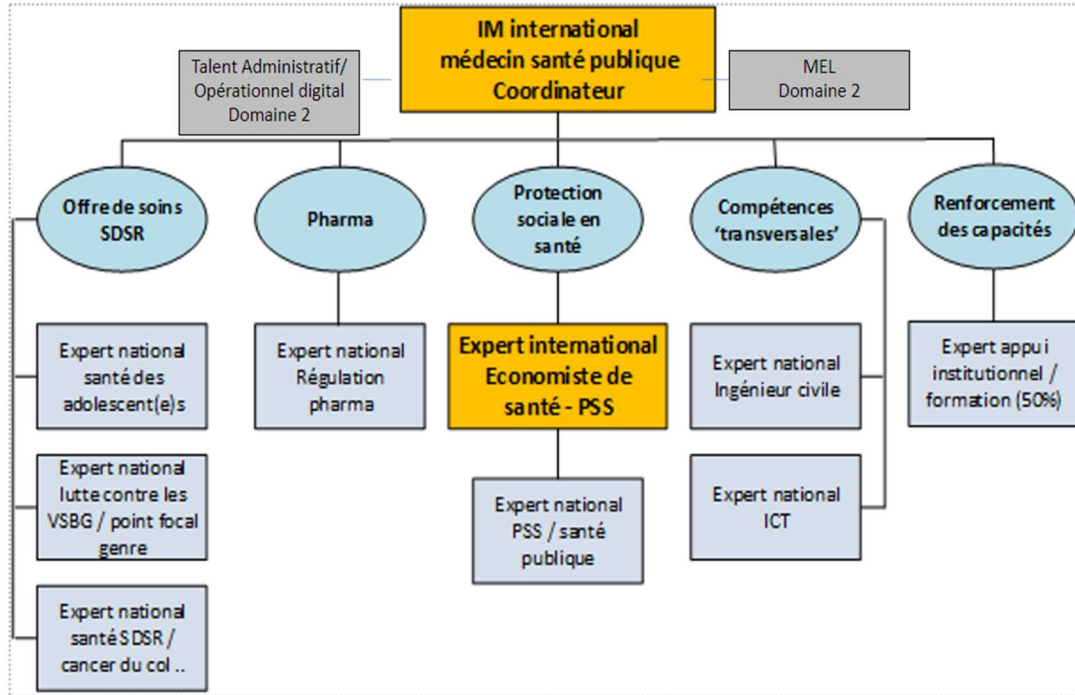 IM international
médecin santé publique
Coordinateur
Talent Administratif/
Opérationnel digital
Domaine 2
MEL
Domaine 2
Offre de soins
SDSR
Pharma
Protection
sociale en
santé
Compétences
‘transversales’
Renforcement
des capacités
Expert national
santé des
adolescent(e)s
Expert national
Régulation
pharma
Expert international
Economiste de
santé - PSS
Expert national
Ingénieur civile
Expert appui
institutionnel /
formation (50%)
Expert national
lutte contre les
VSBG / point focal
genre
Expert national
PSS / santé
publique
Expert national
ICT
Expert national
santé SDSR /
cancer du col ..